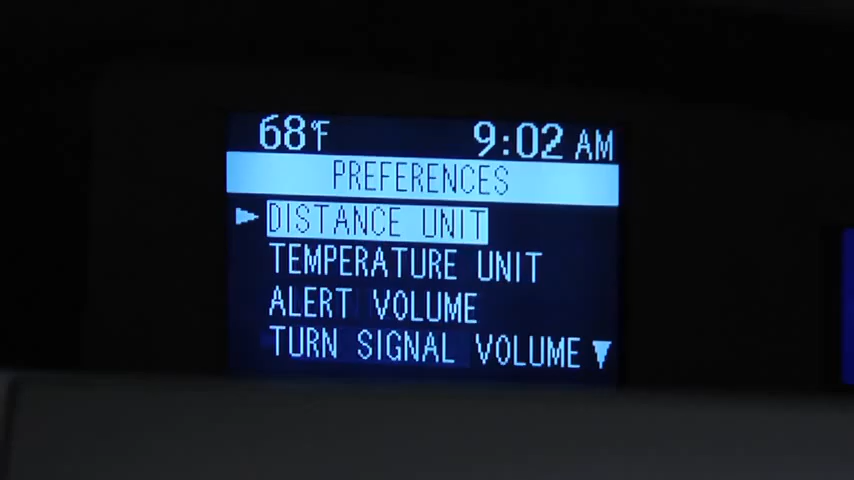 68°F 9:02 AM
PREFERENCES
DISTANCE UNIT
TEMPERATURE UNIT
ALERT VOLUME
TURN SIGNAL VOLUME